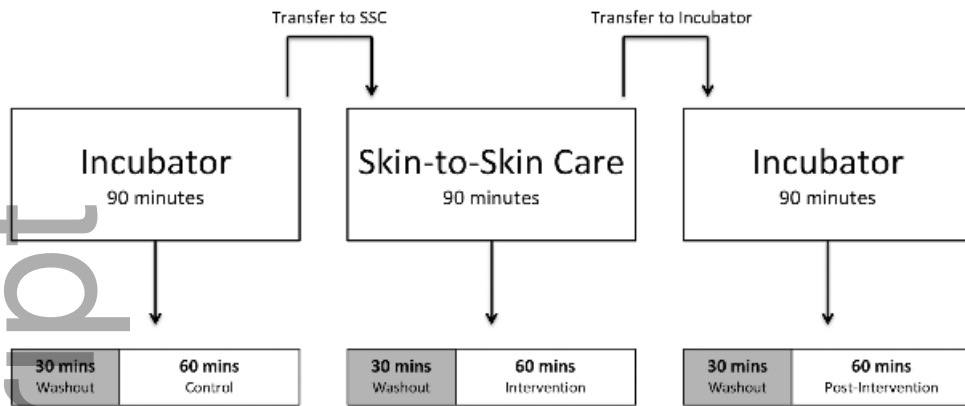 Transfer to SSC
Transfer to Incubator
Incubator
90 minutes
Skin-to-Skin Care
90 minutes
Incubator
90 minutes
30 mins
Washout
60 mins
Control
30 mins
Washout
60 mins
Intervention
30 mins
Washout
60 mins
Post-Intervention